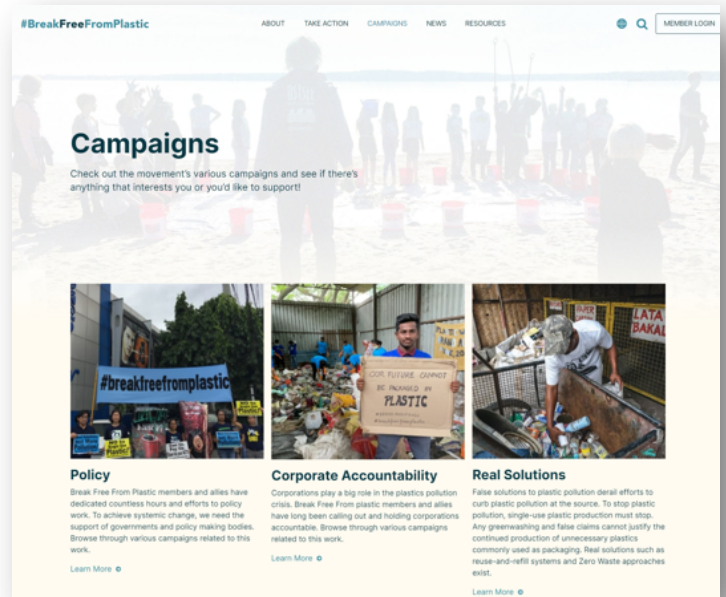 #BreakFreeFromPlastic
ABOUT TAKE ACTION CAMPAIGNS NEWS RESOURCES
MEMBER LOGIN
Campaigns
Check out the movement's various campaigns and see if there's
anything that interests you or you'd like to support!
#breakfreefromplastic
OUR FUTURE CANNOT
BE PACKAGED IN
PLASTIC
LATA
BAKAL
Policy
Break Free From Plastic members and allies have
dedicated countless hours and efforts to policy
work. To achieve systemic change, we need the
support of governments and policy making bodies.
Browse through various campaigns related to this
work.
Learn More
Corporate Accountability
Corporations play a big role in the plastics pollution
crisis. Break Free From plastic members and allies
have long been calling out and holding corporations
accountable. Browse through various campaigns
related to this work.
Learn More
Real Solutions
False solutions to plastic pollution derail efforts to
curb plastic pollution at the source. To stop plastic
pollution, single-use plastic production must stop.
Any greenwashing and false claims cannot justify the
continued production of unnecessary plastics
commonly used as packaging. Real solutions such as
reuse-and-refill systems and Zero Waste approaches
exist.
Learn More